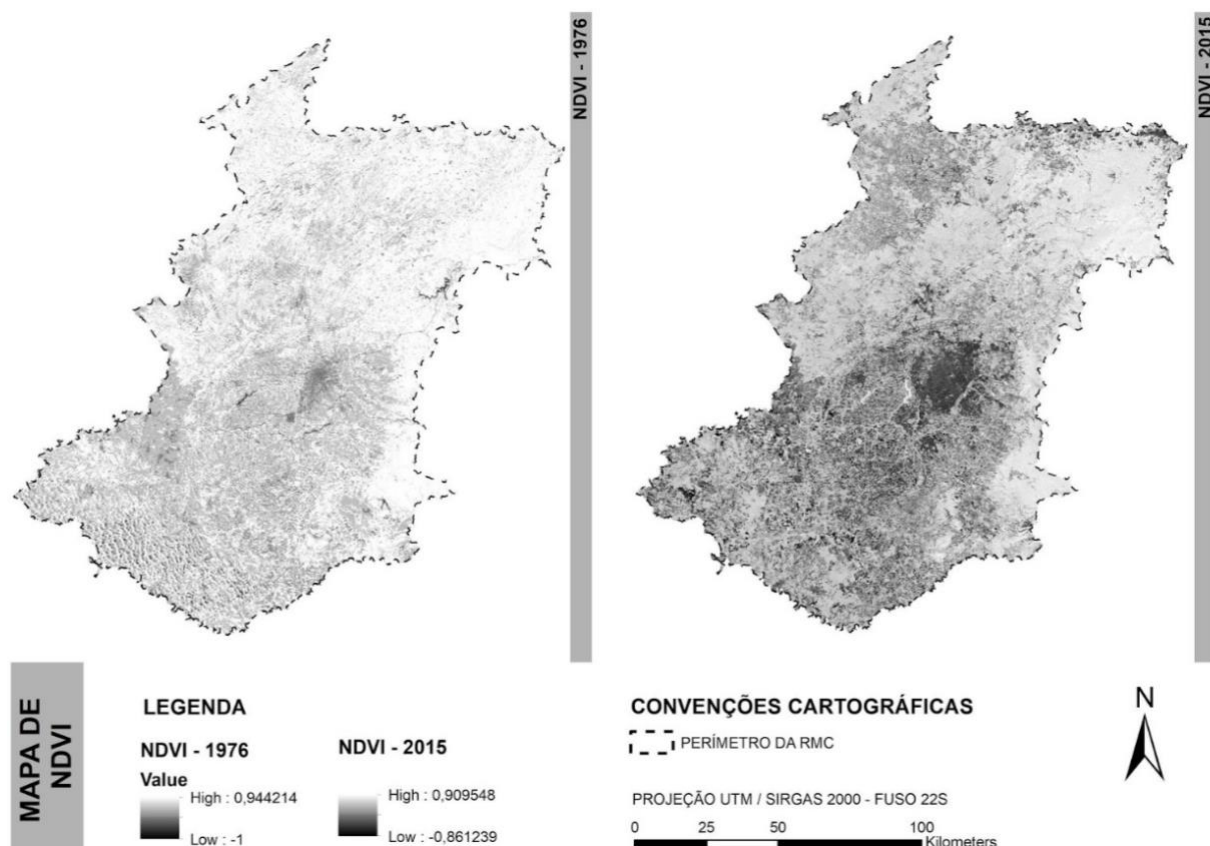 NDVI - 1976
NDVI - 2015
MAPA DE
NDVI
LEGENDA
NDVI - 1976
Value
High : 0,944214
Low : -1
NDVI - 2015
High : 0,909548
Low : -0,861239
CONVENÇÕES CARTOGRÁFICAS
PERÍMETRO DA RMC
PROJEÇÃO UTM / SIRGAS 2000 - FUSO 22S
0 25 50 100
Kilometers
N